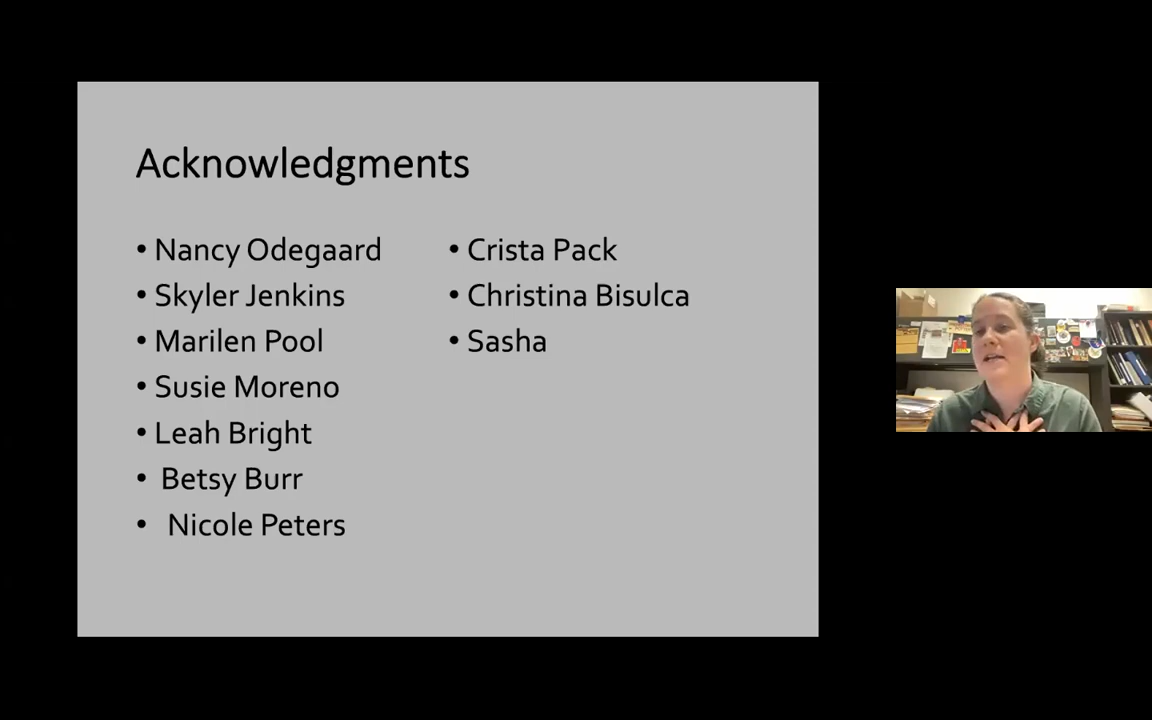 Acknowledgments
• Nancy Odegaard
• Skyler Jenkins
• Marilen Pool
• Susie Moreno
• Leah Bright
• Betsy Burr
• Nicole Peters
• Crista Pack
• Christina Bisulca
• Sasha